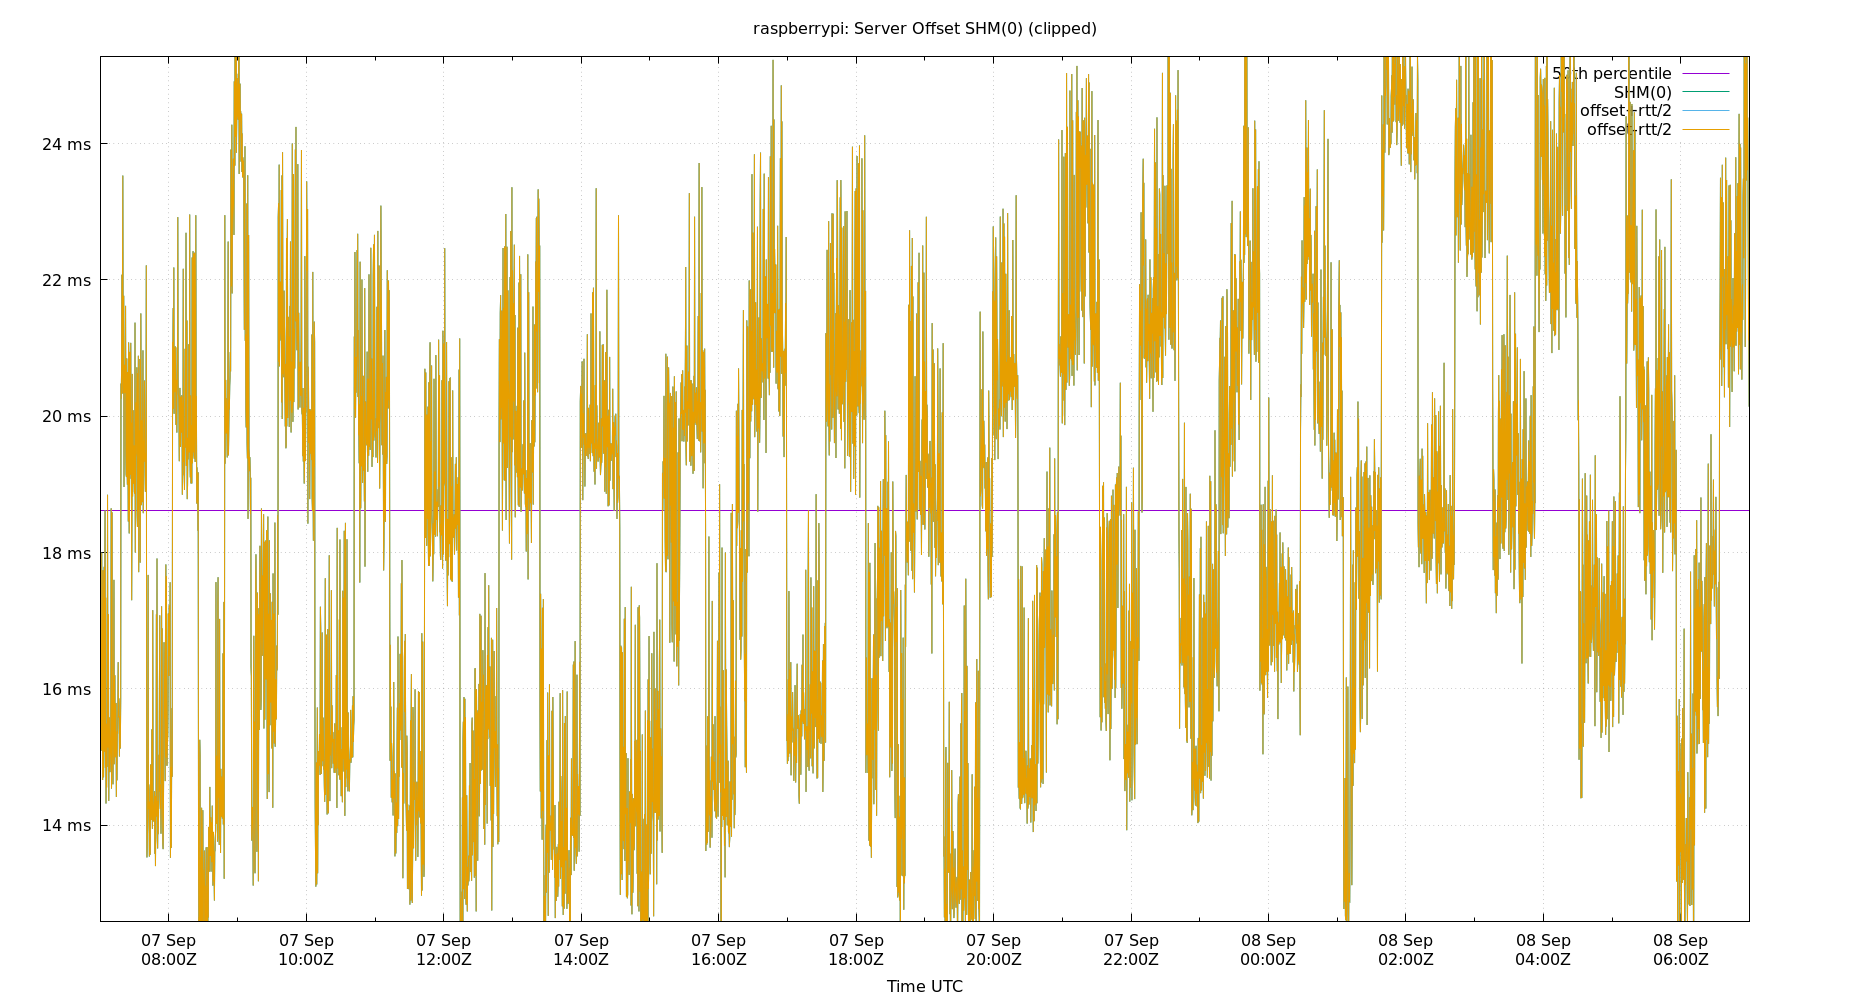 raspberrypi: Server Offset SHM(0) (clipped)
50th percentile
SHM(0)
offset+rtt/2
offset-rtt/2
24 ms
22 ms
20 ms
18 ms
16 ms
14 ms
07 Sep 07 Sep 07 Sep 07 Sep 07 Sep 07 Sep 07 Sep 07 Sep 08 Sep 08 Sep 08 Sep 08 Sep
08:00Z 10:00Z 12:00Z 14:00Z 16:00Z 18:00Z 20:00Z 22:00Z 00:00Z 02:00Z 04:00Z 06:00Z
Time UTC